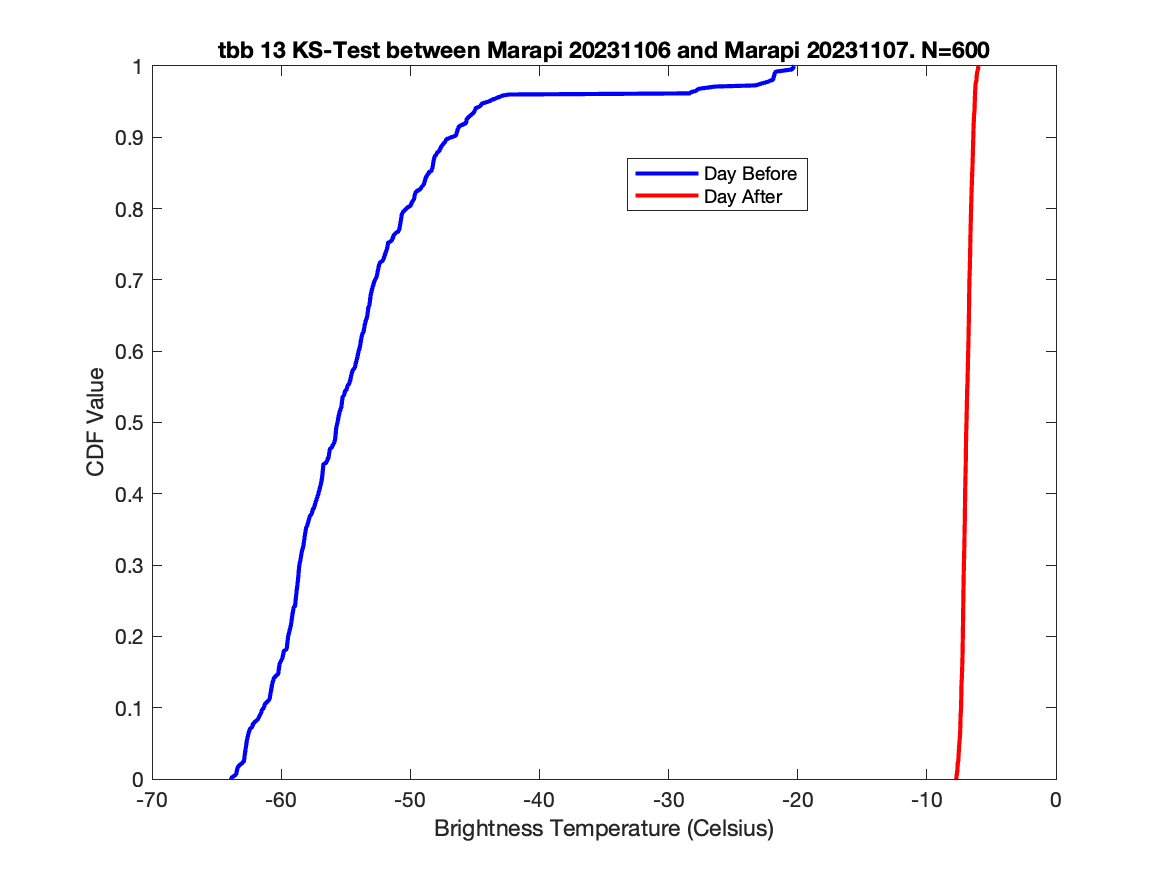 tbb 13 KS-Test between Marapi 20231106 and Marapi 20231107. N=600
1
0.9
0.8
0.7
0.6
0.5
0.4
0.3
0.2
0.1
0
CDF Value
Day Before
Day After
-70 -60 -50 -40 -30 -20 -10 0
Brightness Temperature (Celsius)